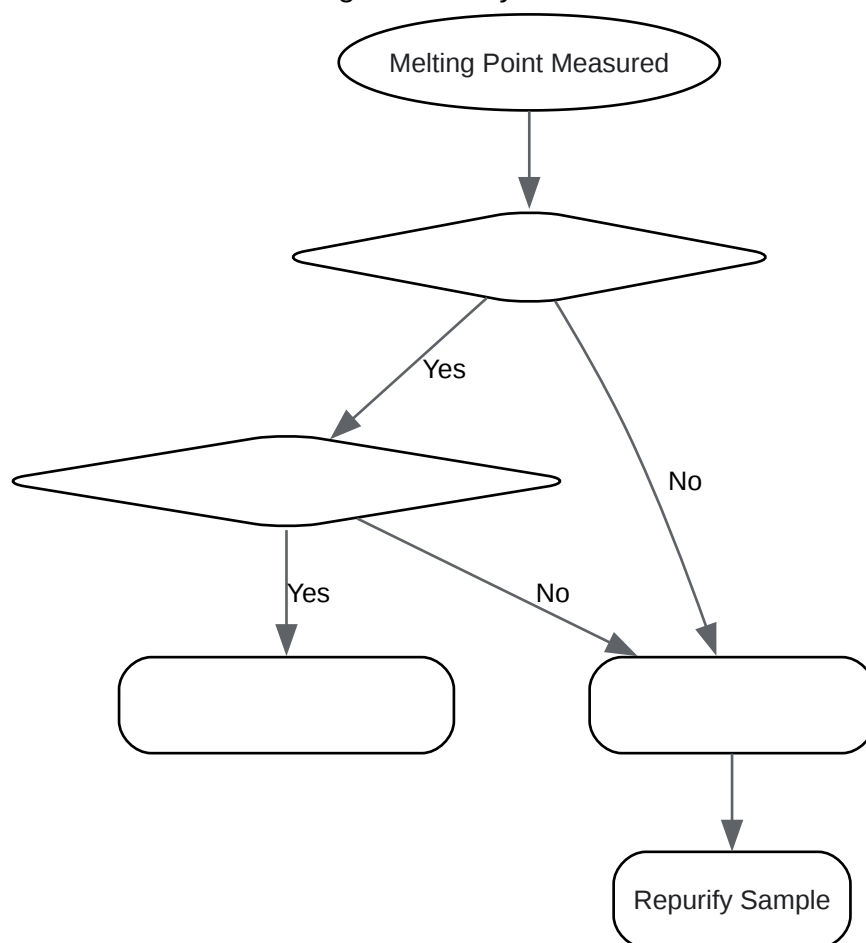 Melting Point Measured
Yes
No
Yes
No
Repurify Sample